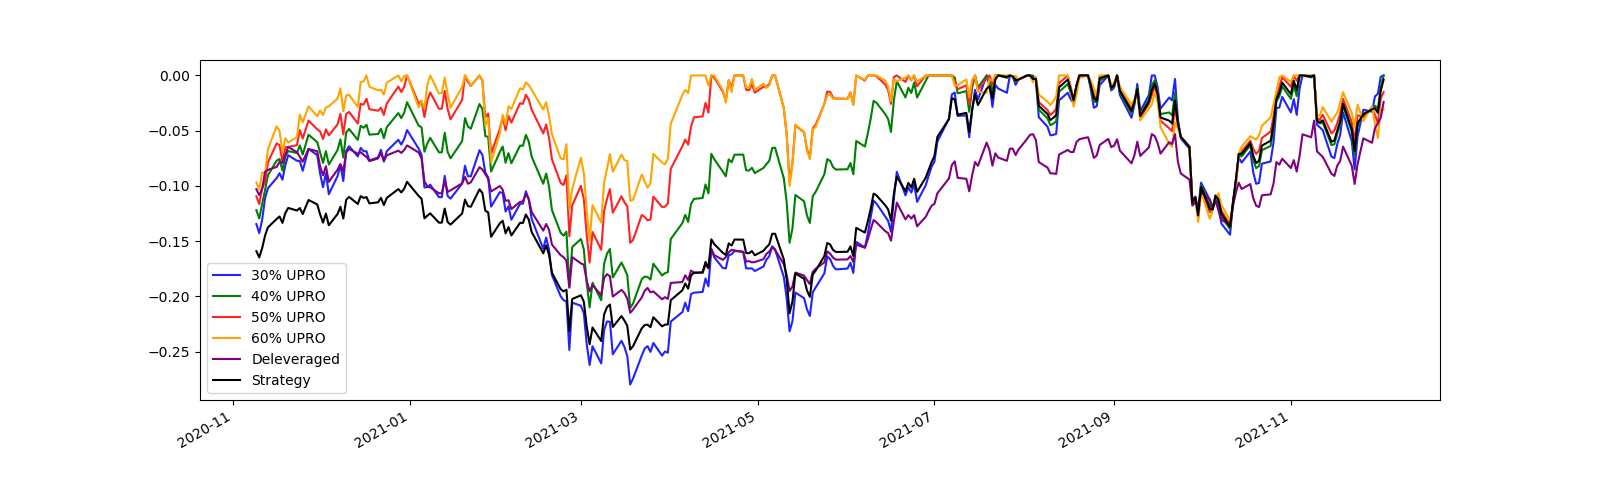 0.00
−0.05
−0.10
−0.15
−0.20
−0.25
30% UPRO
40% UPRO
50% UPRO
60% UPRO
Deleveraged
Strategy
2020-11
2021-01
2021-03
2021-05
2021-07
2021-09
2021-11